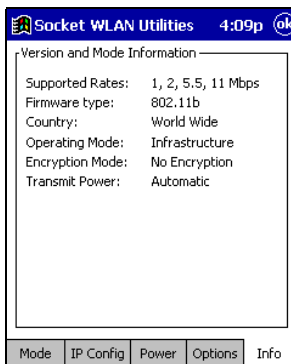 Socket WLAN Utilities 4:09p ok
Version and Mode Information
Supported Rates: 1, 2, 5.5, 11 Mbps
Firmware type: 802.11b
Country: World Wide
Operating Mode: Infrastructure
Encryption Mode: No Encryption
Transmit Power: Automatic
Mode IP Config Power Options Info